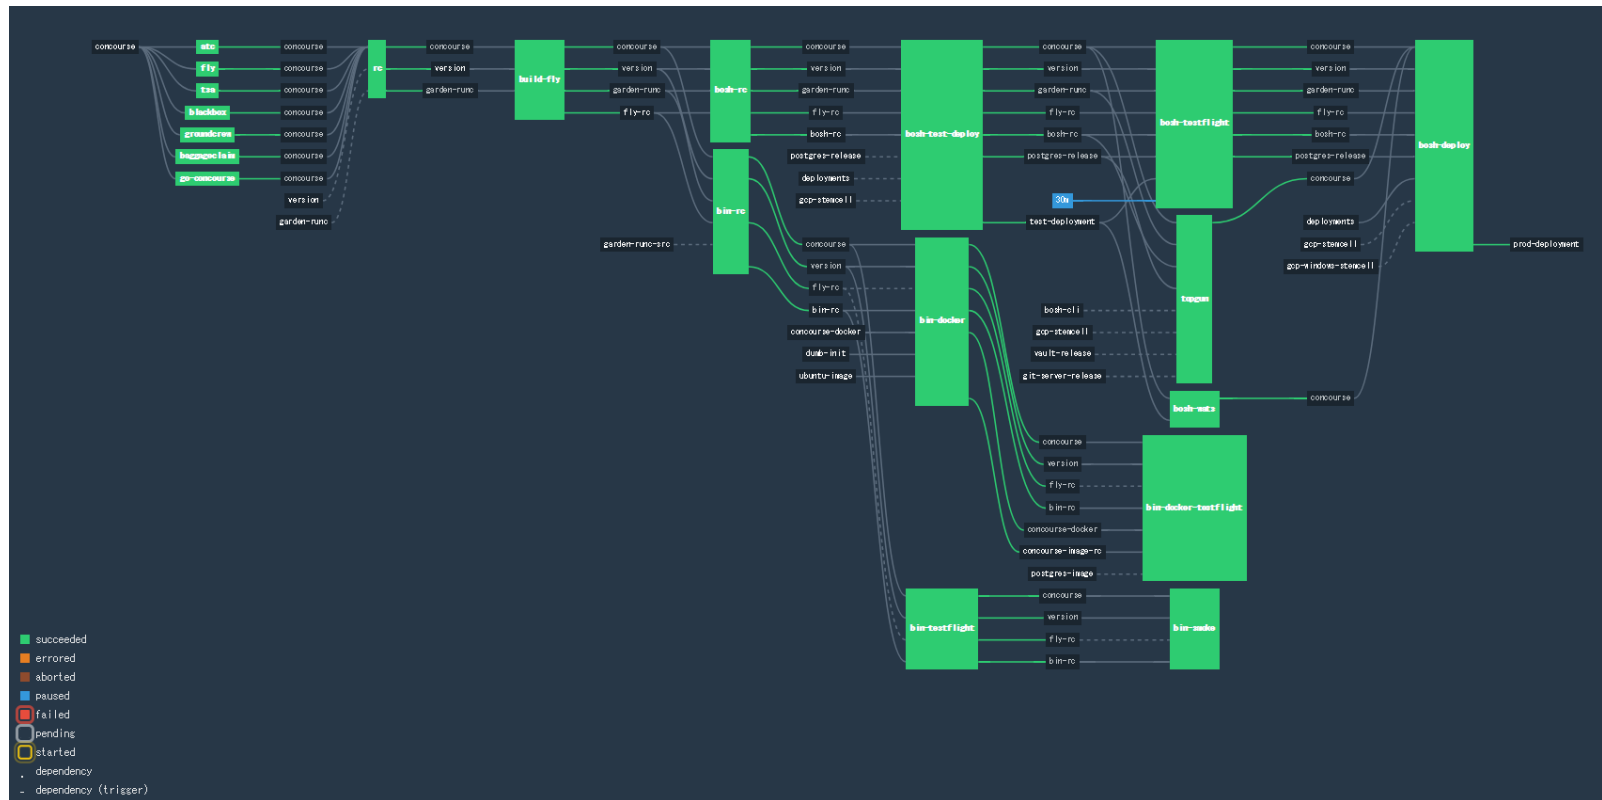 concourse
atc
concourse
fly
concourse
tsa
concourse
blackbox
concourse
groundcrew
concourse
baggageclaim
concourse
go-concourse
concourse
version
garden-runc
rc
concourse
version
garden-runc
build-fly
concourse
version
garden-runc
fly-rc
bosh-rc
bin-rc
garden-runc-src
concourse
version
garden-runc
fly-rc
bosh-rc
postgres-release
deployments
gcp-stemcell
concourse
version
fly-rc
bin-rc
concourse-docker
dumb-init
ubuntu-image
bosh-test-deploy
bin-docker
bin-testflight
concourse
version
garden-runc
fly-rc
bosh-rc
postgres-release
30m
test-deployment
bosh-cli
gcp-stemcell
vault-release
git-server-release
concourse
version
fly-rc
bin-rc
concourse-docker
concourse-image-rc
postgres-image
concourse
version
fly-rc
bin-rc
bosh-testflight
topgun
bosh-wats
bin-docker-testflight
bin-smoke
concourse
version
garden-runc
fly-rc
bosh-rc
postgres-release
concourse
deployments
gcp-stemcell
gcp-windows-stemcell
concourse
bosh-deploy
prod-deployment
succeeded
errored
aborted
paused
failed
pending
started
dependency
dependency (trigger)